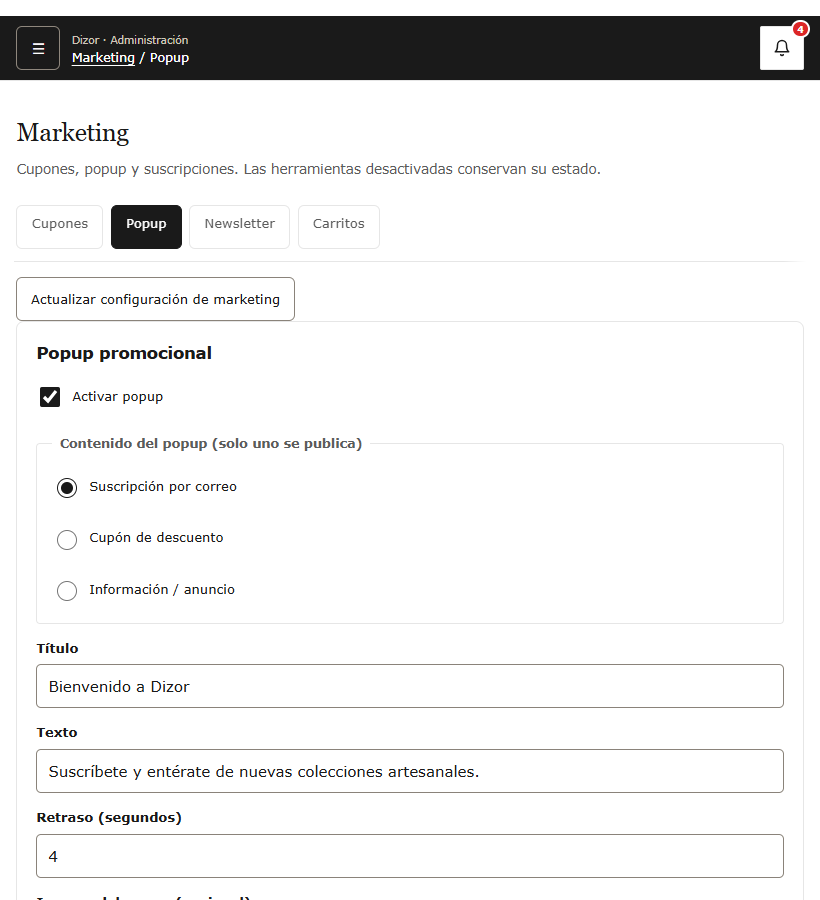 Dizor · Administración
Marketing / Popup
4
Marketing
Cupones, popup y suscripciones. Las herramientas desactivadas conservan su estado.
Cupones
Popup
Newsletter
Carritos
Actualizar configuración de marketing
Popup promocional
Activar popup
Contenido del popup (solo uno se publica)
Suscripción por correo
Cupón de descuento
Información / anuncio
Título
Bienvenido a Dizor
Texto
Suscríbete y entérate de nuevas colecciones artesanales.
Retraso (segundos)
4